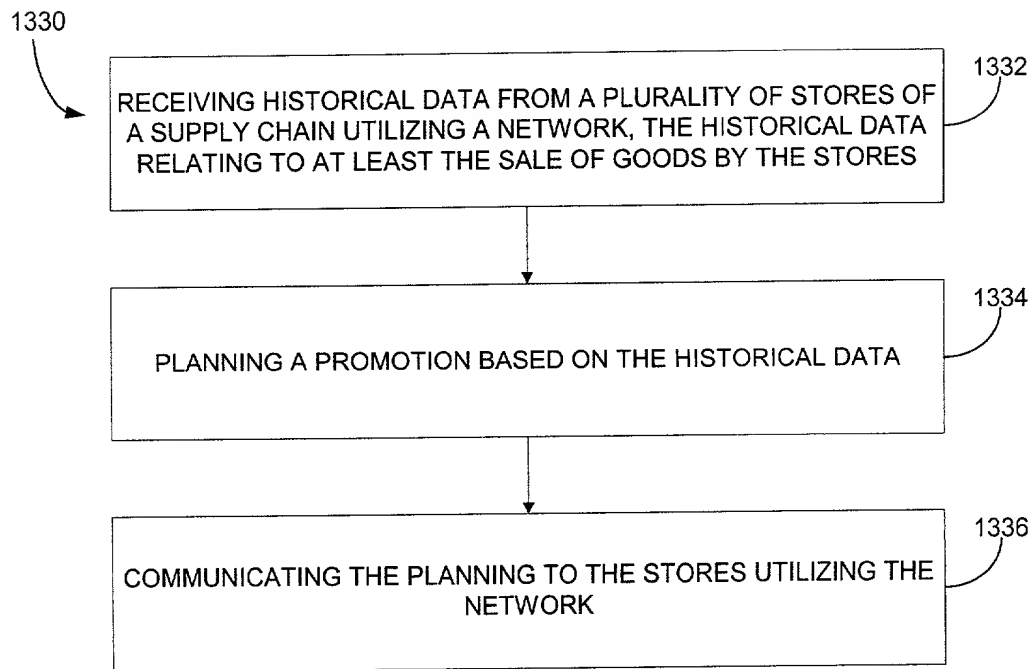 1330
1332
RECEIVING HISTORICAL DATA FROM A PLURALITY OF STORES OF
A SUPPLY CHAIN UTILIZING A NETWORK, THE HISTORICAL DATA
RELATING TO AT LEAST THE SALE OF GOODS BY THE STORES
1334
PLANNING A PROMOTION BASED ON THE HISTORICAL DATA
1336
COMMUNICATING THE PLANNING TO THE STORES UTILIZING THE
NETWORK